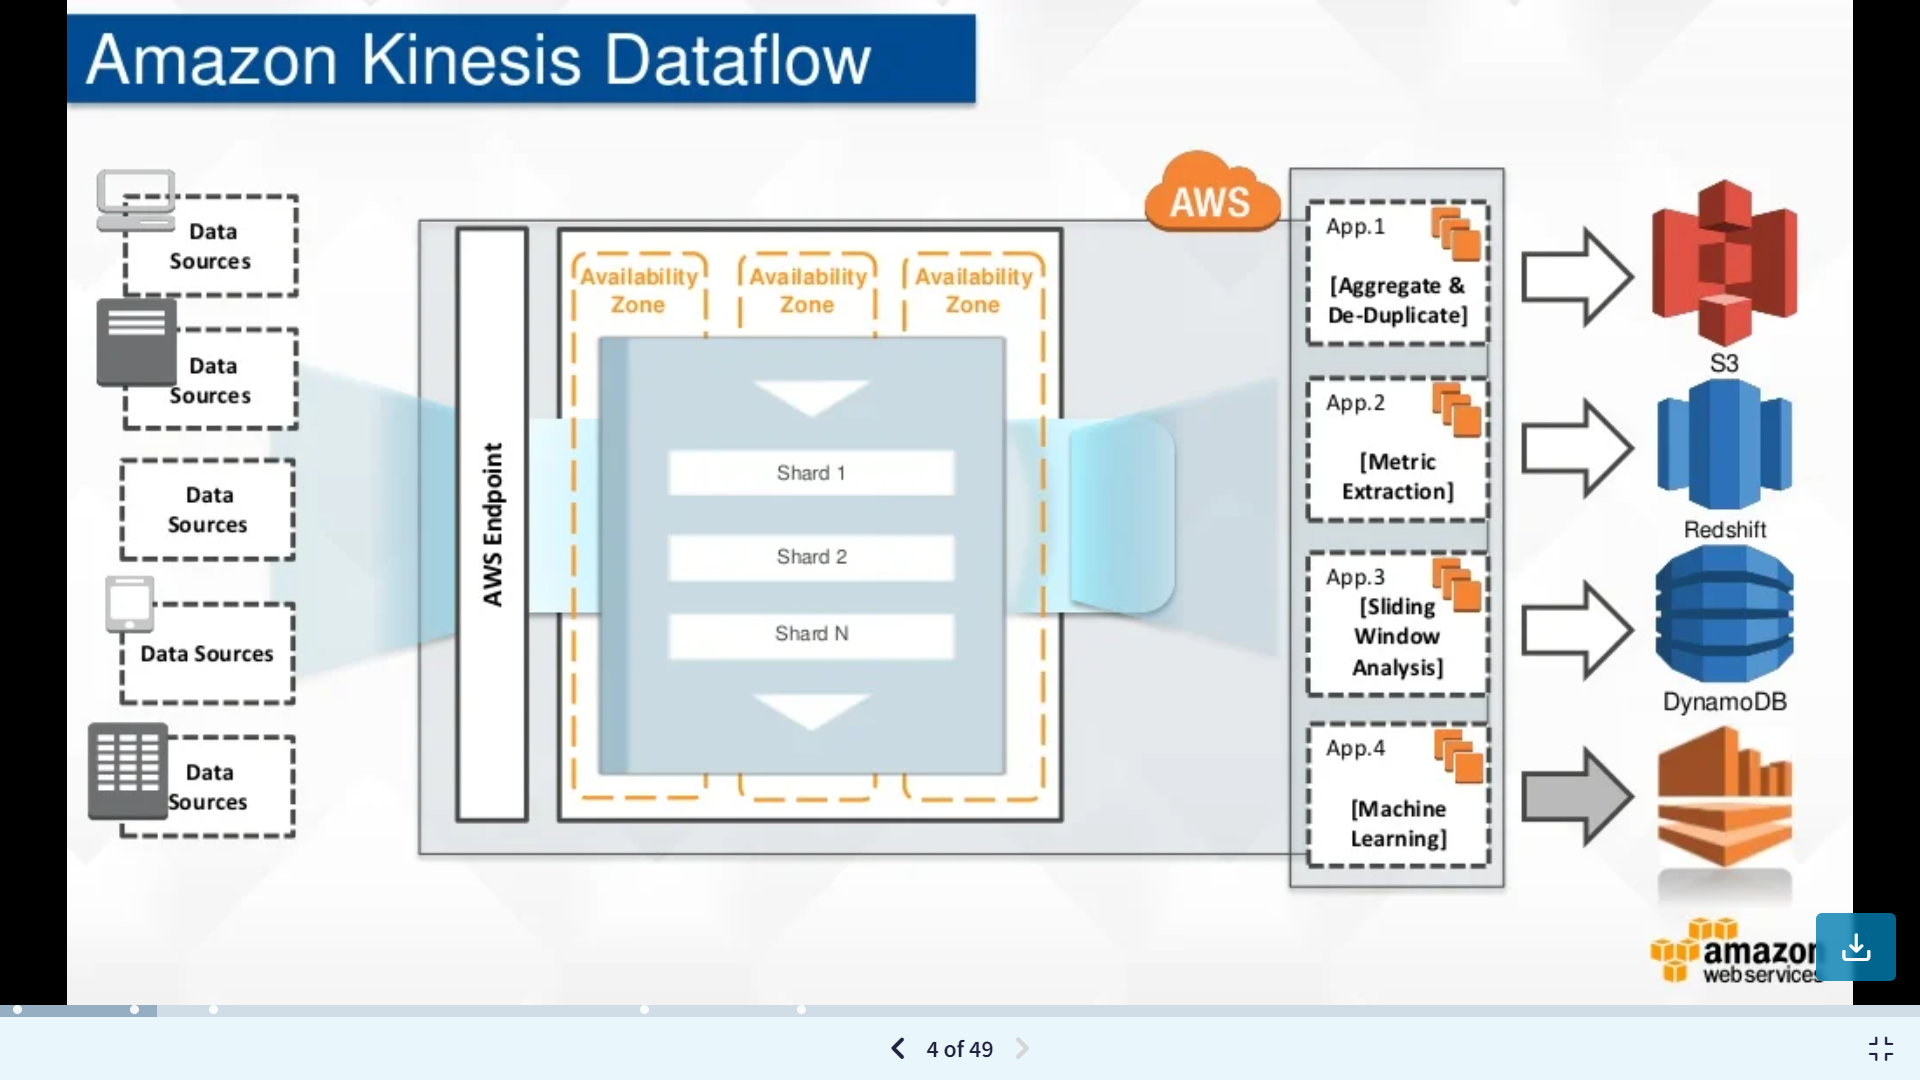 Amazon Kinesis Dataflow
Data
Sources
Data
Sources
Data
Sources
Data Sources
Data
Sources
AWS Endpoint
Availability
Zone
Availability
Zone
Availability
Zone
Shard 1
Shard 2
Shard N
AWS
App.1
[Aggregate &
De-Duplicate]
App.2
[Metric
Extraction]
App.3
[Sliding
Window
Analysis]
App.4
[Machine
Learning]
S3
Redshift
DynamoDB
amazon
webservices
4 of 49